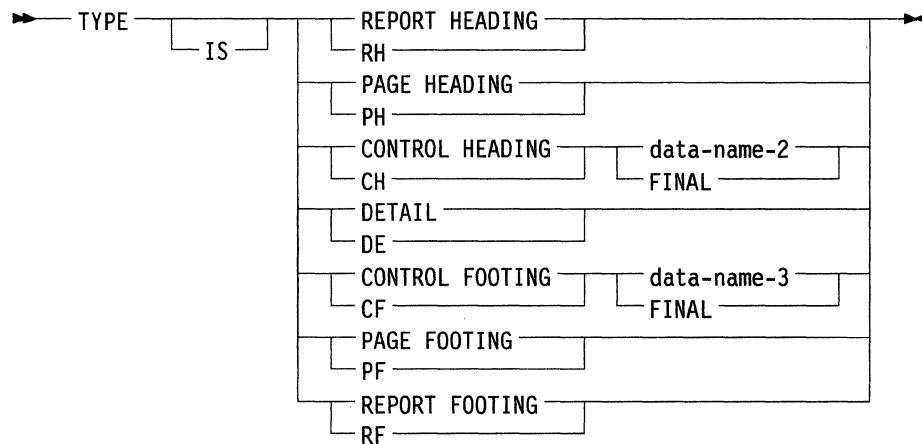 TYPE REPORT HEADING
IS RH
PAGE HEADING
PH
CONTROL HEADING data-name-2
CH FINAL
DETAIL
DE
CONTROL FOOTING data-name-3
CF FINAL
PAGE FOOTING
PF
REPORT FOOTING
RF